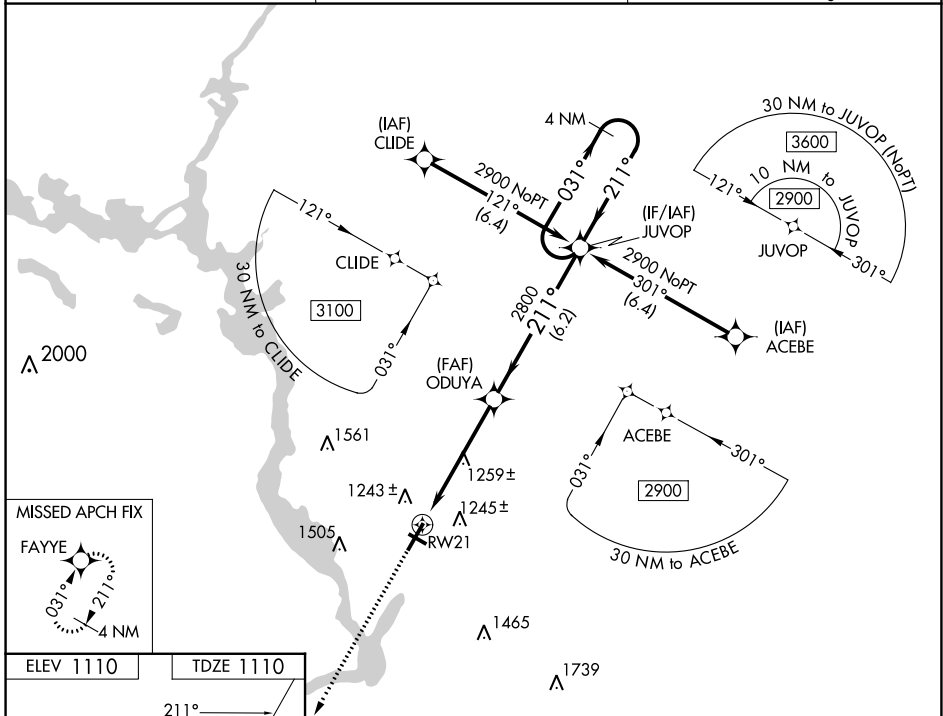 (IAF)
CLIDE
4 NM
2900 NoPT
121°
(6.4)
031°
211°
(IF/IAF)
JUVOP
30 NM to JUVOP (NoPT)
3600
10 NM to JUVOP
2900
121°
301°
JUVOP
121°
CLIDE
3100
031°
30 NM to CLIDE
2900 NoPT
301°
(6.4)
(IAF)
ACEBE
2800
211°
(6.2)
(FAF)
ODUYA
2000
1561
1259±
1243±
1245±
1505
RW21
ACEBE
301°
031°
2900
30 NM to ACEBE
MISSED APCH FIX
FAYYE
031°
211°
4 NM
1465
1739
ELEV 1110
TDZE 1110
211°